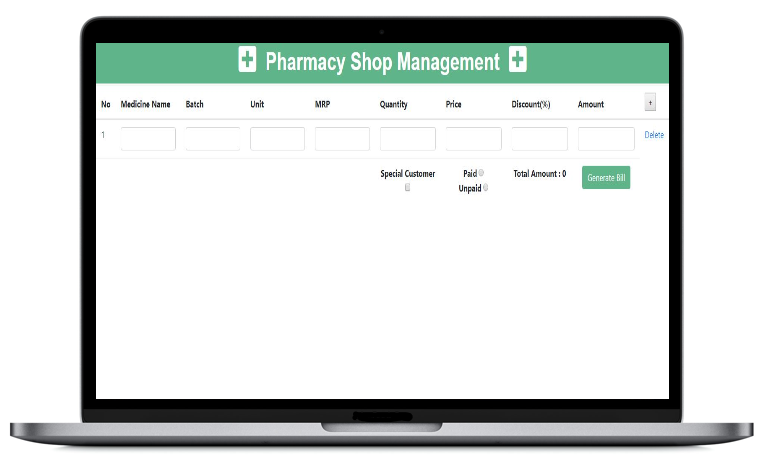 Pharmacy Shop Management
No Medicine Name Batch Unit MRP Quantity Price Discount(%) Amount +
1 Delete
Special Customer Paid Total Amount : 0 Generate Bill
Unpaid